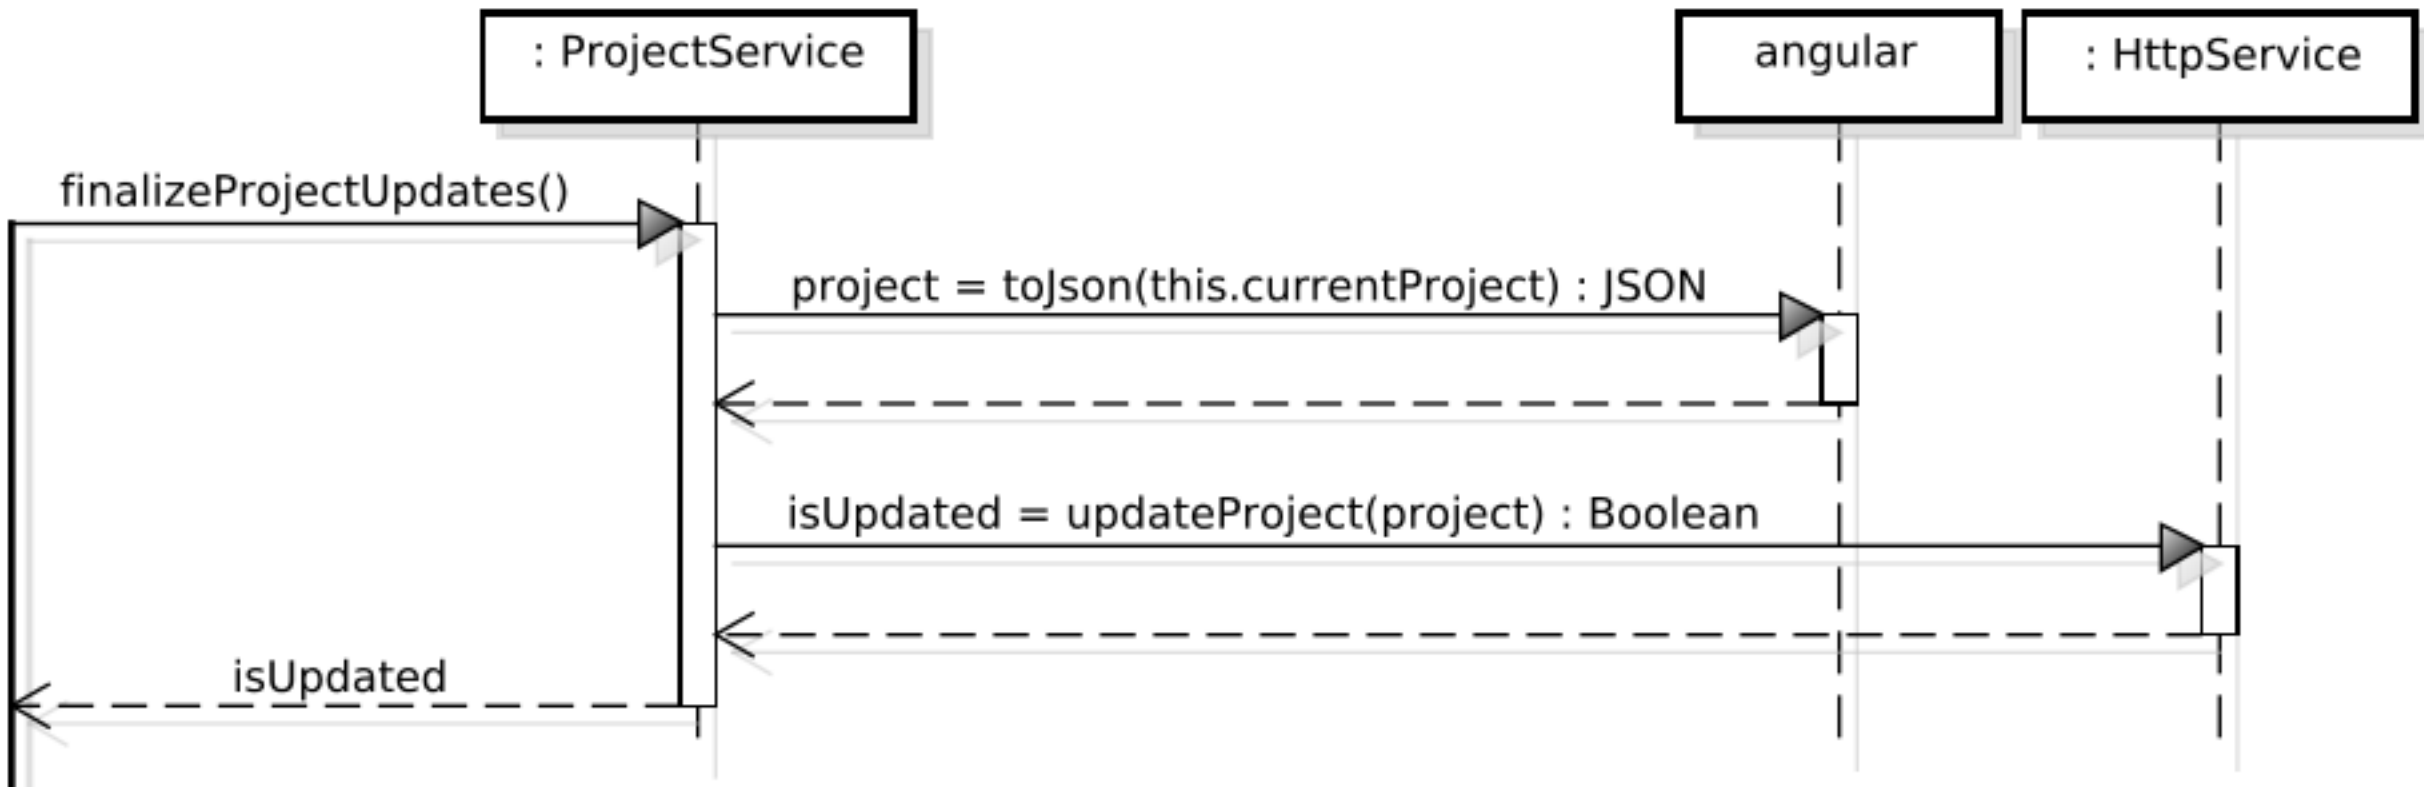 : ProjectService
angular
: HttpService
finalizeProjectUpdates()
project = toJson(this.currentProject) : JSON
isUpdated = updateProject(project) : Boolean
isUpdated